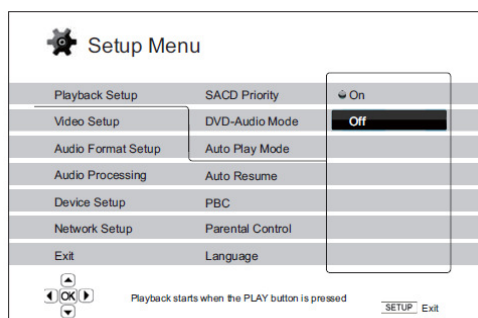 Setup Menu
Playback Setup SACD Priority On
Video Setup DVD-Audio Mode Off
Audio Format Setup Auto Play Mode
Audio Processing Auto Resume
Device Setup PBC
Network Setup Parental Control
Exit Language
OK Playback starts when the PLAY button is pressed
SETUP Exit